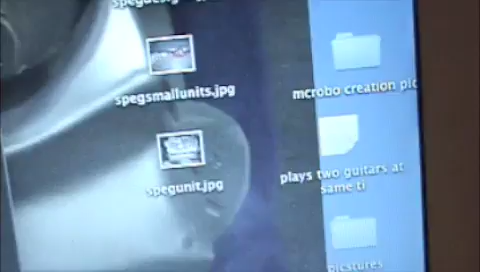 spegsmallunits.jpg
mcrobo creation pic
spegunit.jpg
plays two guitars at
same ti
picstures